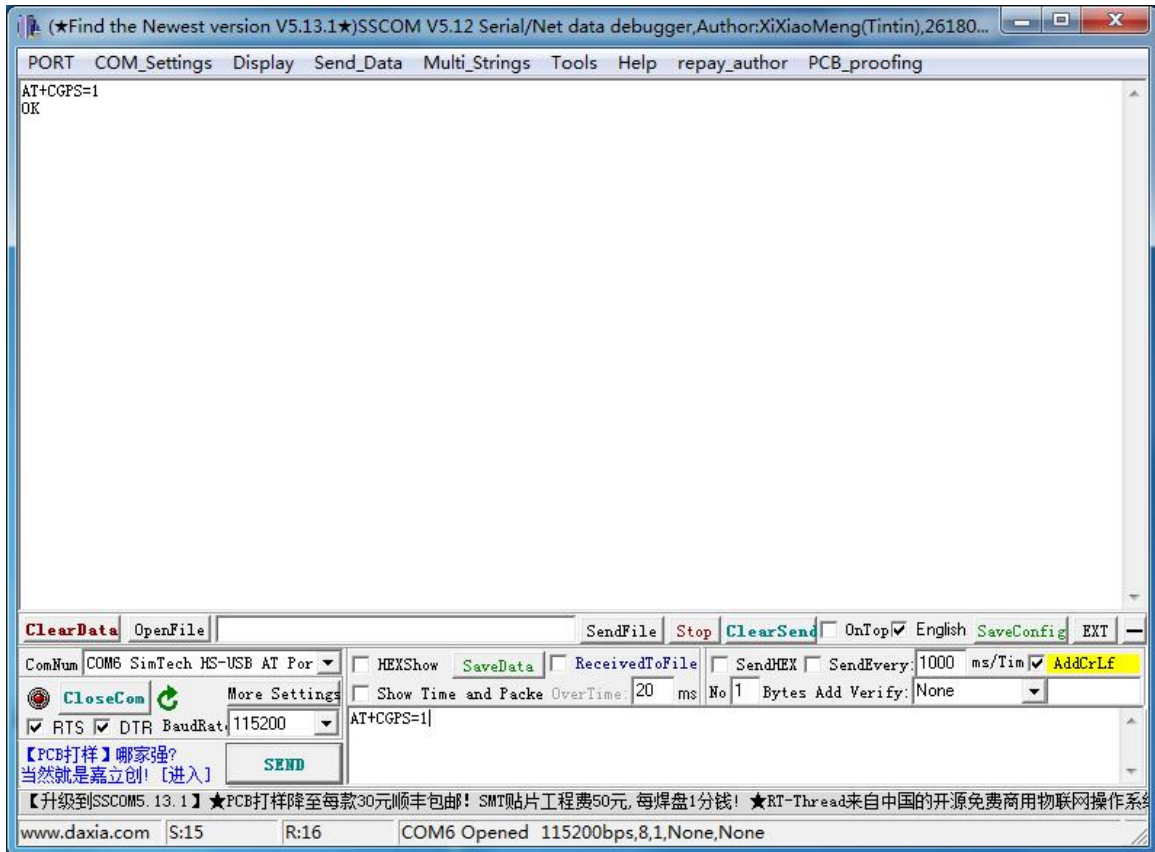 (★Find the Newest version V5.13.1★)SSCOM V5.12 Serial/Net data debugger,Author:XiXiaoMeng(Tintin),26180...
PORT COM_Settings Display Send_Data Multi_Strings Tools Help repay_author PCB_proofing
AT+CGPS=1
OK
ClearData OpenFile SendFile Stop ClearSend OnTop English SaveConfig EXT —
ComNum COM6 SimTech HS-USB AT Por HEXShow SaveData ReceivedToFile SendHEX SendEvery: 1000 ms/Tim AddCrLf
CloseCom More Settings Show Time and Packe OverTime: 20 ms No 1 Bytes Add Verify: None
RTS DTR BaudRat 115200 AT+CGPS=1
【PCB打样】哪家强?
当然就是嘉立创! [进入] SEND
【升级到SSCOM5.13.1】★PCB打样降至每款30元顺丰包邮! SMT贴片工程费50元,每焊盘1分钱! ★RT-Thread来自中国的开源免费商用物联网操作系
www.daxia.com S:15 R:16 COM6 Opened 115200bps,8,1,None,None